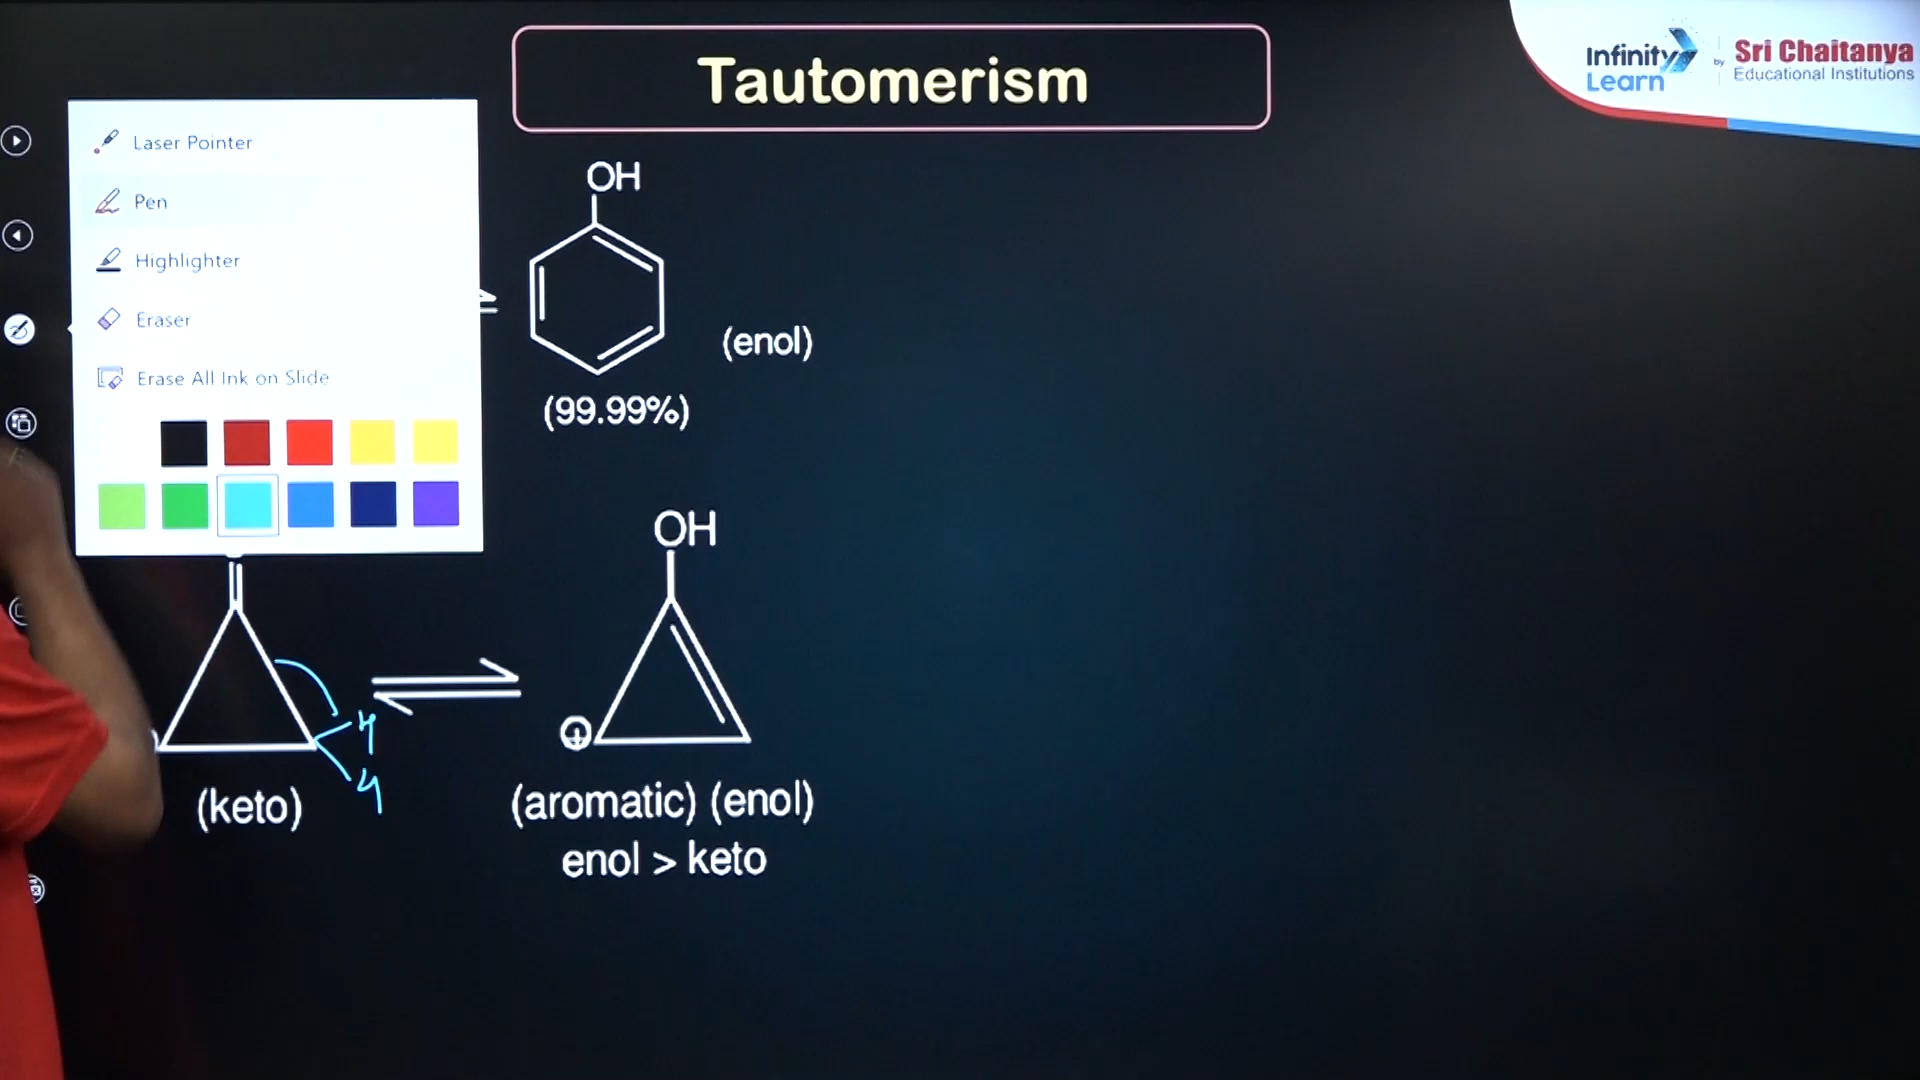 Tautomerism
Infinity Learn by Sri Chaitanya Educational Institutions
Laser Pointer
Pen
Highlighter
Eraser
Erase All Ink on Slide
OH
(enol)
(99.99%)
OH
H
H
(keto)
(aromatic) (enol)
enol > keto